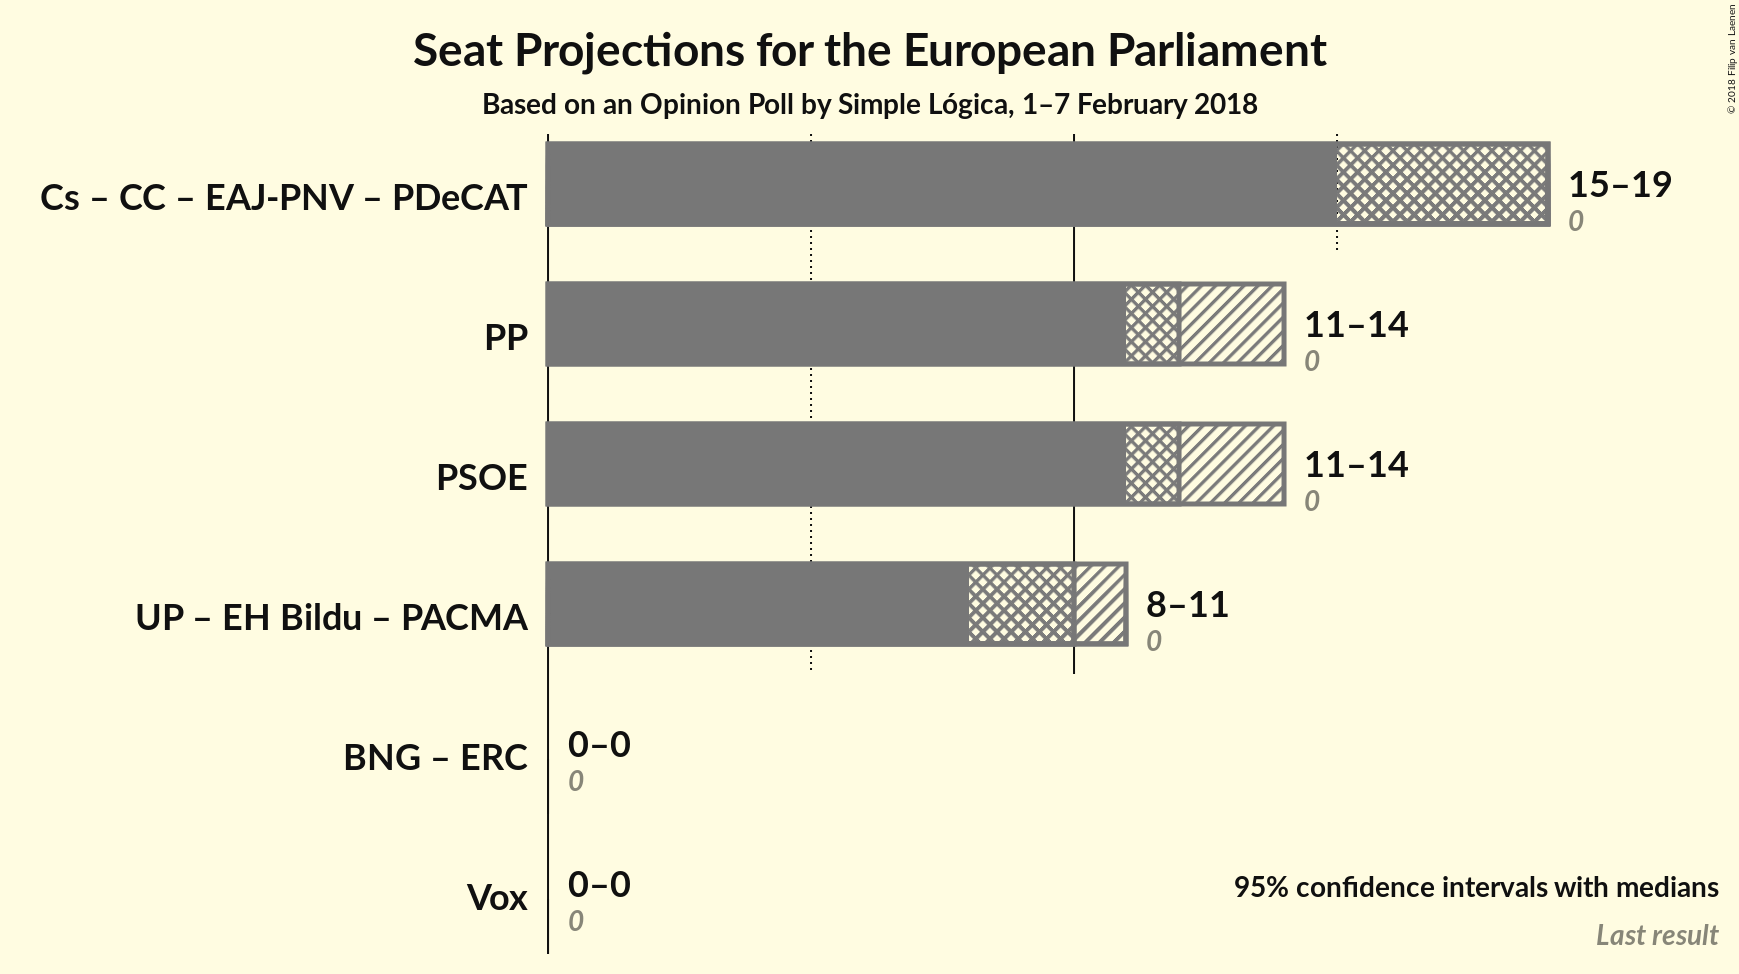 Seat Projections for the European Parliament
Based on an Opinion Poll by Simple Lógica, 1–7 February 2018
© 2018 Filip van Laenen
Cs – CC – EAJ-PNV – PDeCAT
15–19
0
PP
11–14
0
PSOE
11–14
0
UP – EH Bildu – PACMA
8–11
0
BNG – ERC
0–0
0
Vox
0–0
0
95% confidence intervals with medians
Last result